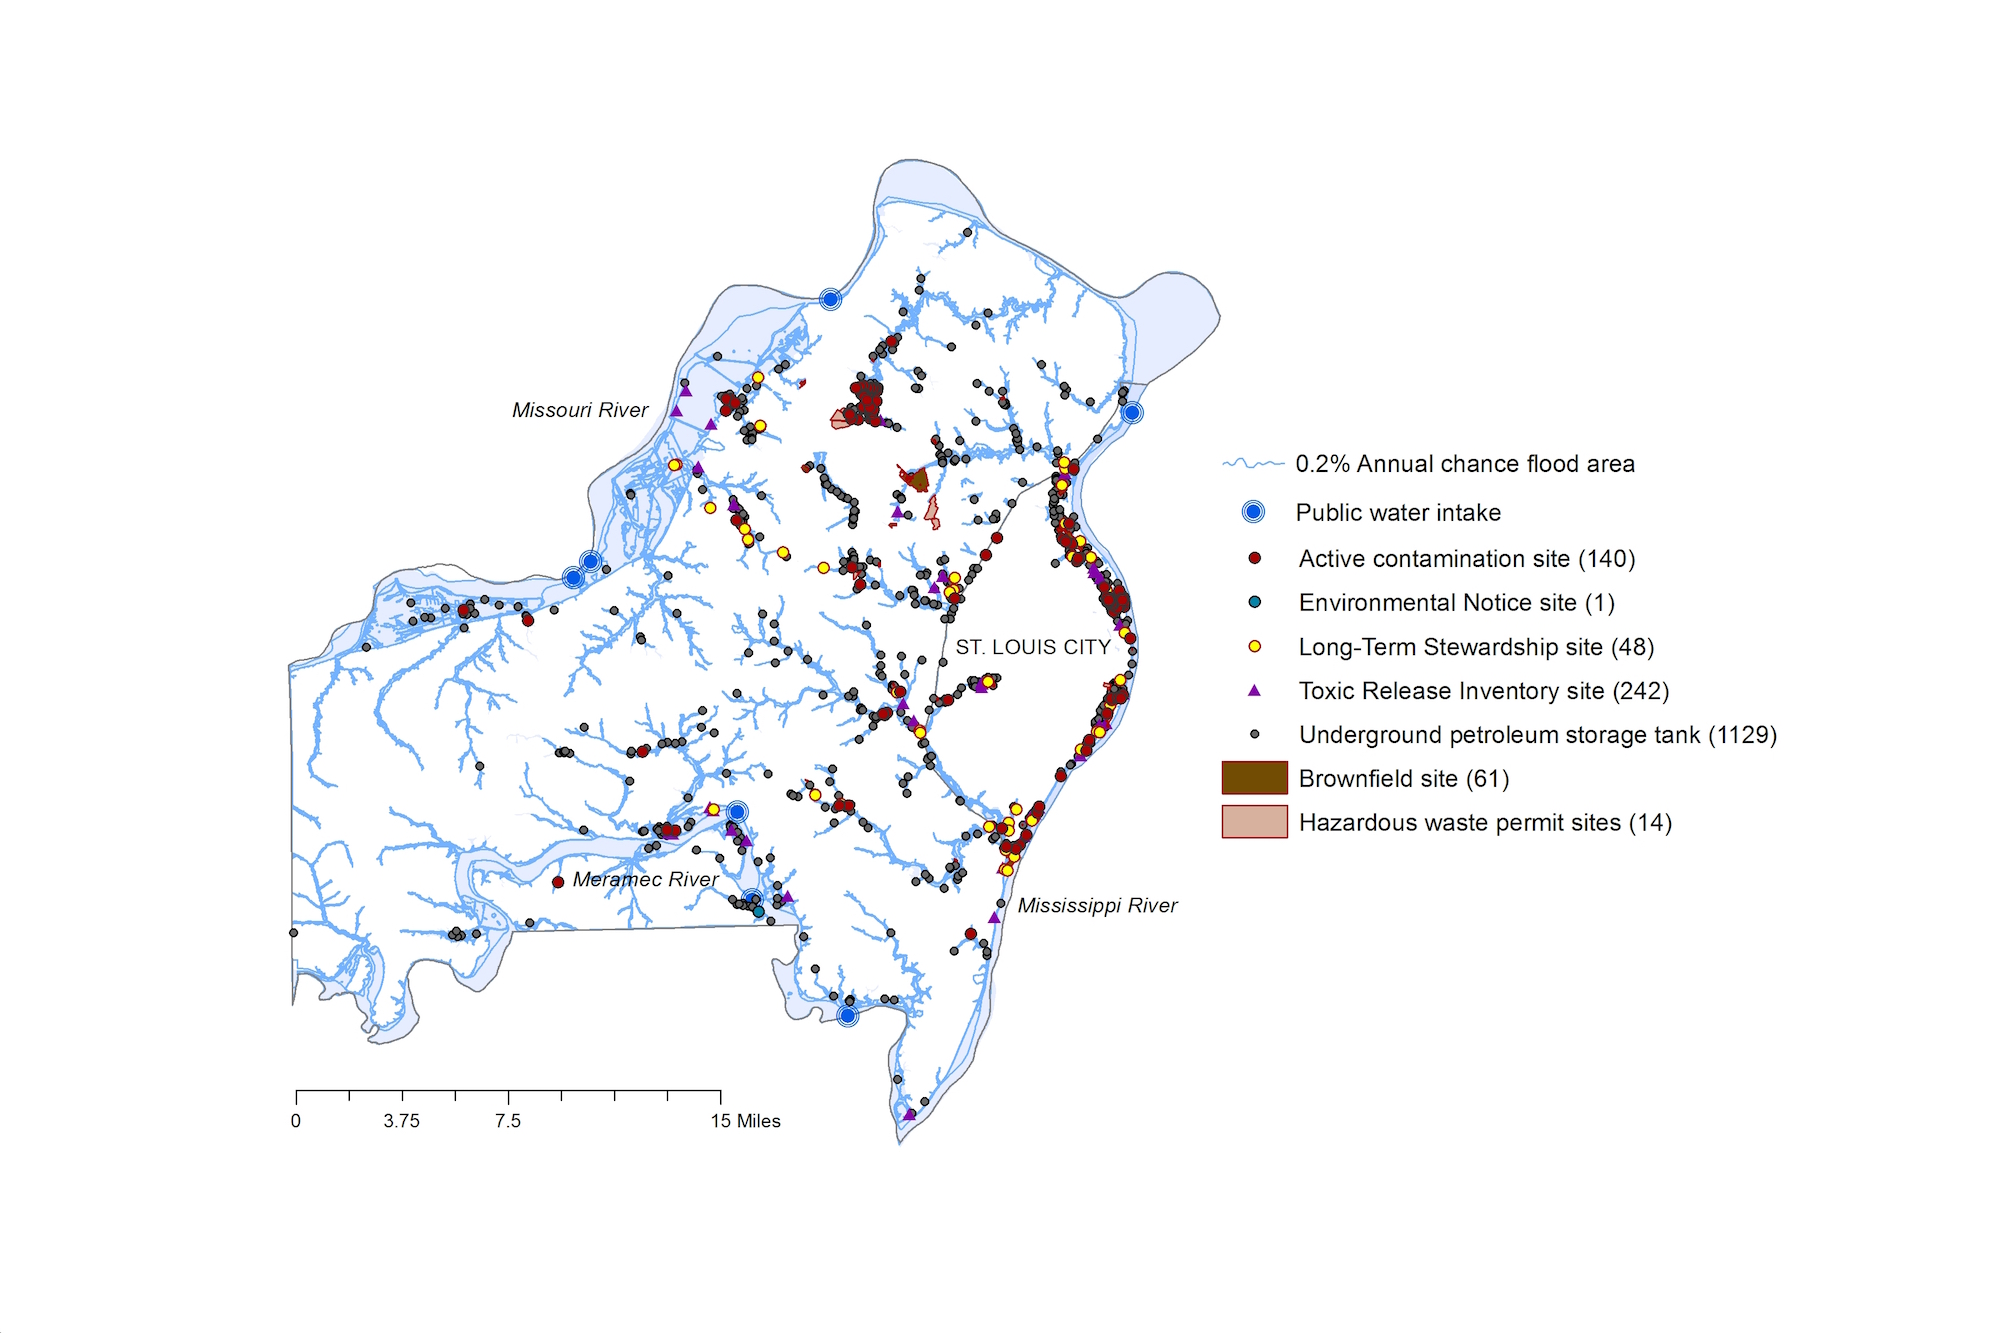 Missouri River
0.2% Annual chance flood area
Public water intake
Active contamination site (140)
Environmental Notice site (1)
ST. LOUIS CITY
Long-Term Stewardship site (48)
Toxic Release Inventory site (242)
Underground petroleum storage tank (1129)
Brownfield site (61)
Hazardous waste permit sites (14)
Meramec River
Mississippi River
0 3.75 7.5 15 Miles